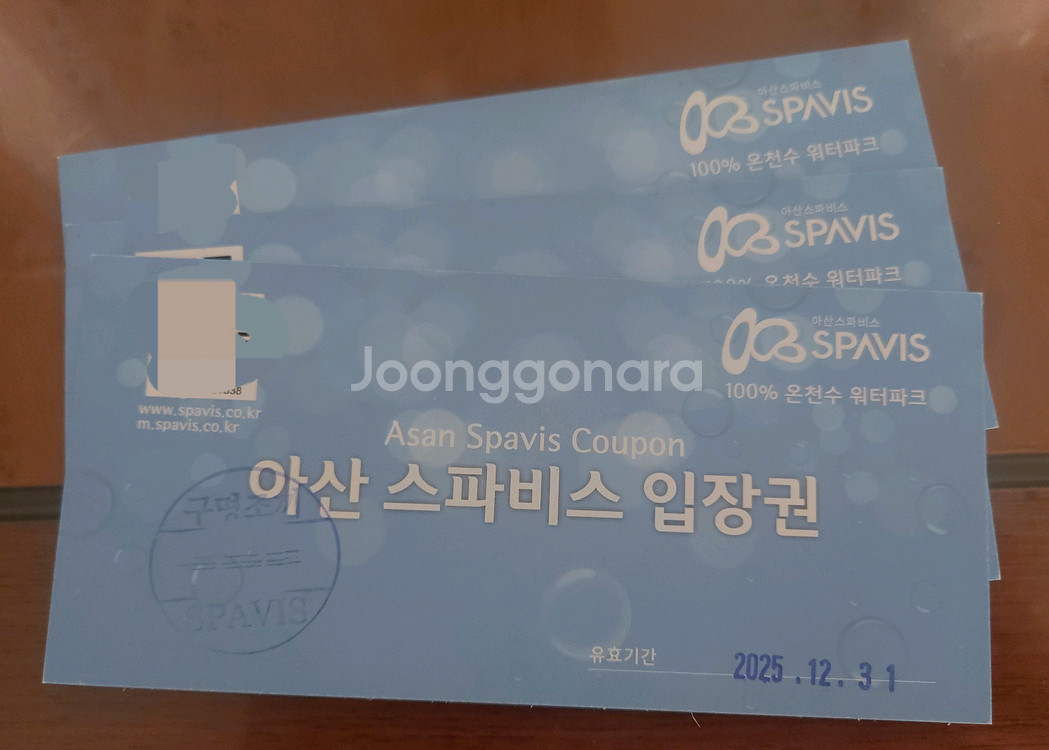 아산스파비스
SPAVIS
100% 온천수 워터파크
아산스파비스
SPAVIS
온천수 워터파크
아산스파비스
SPAVIS
100% 온천수 워터파크
Joonggonara
www.spavis.co.kr
m.spavis.co.kr
Asan Spavis Coupon
아산 스파비스 입장권
SPAVIS
유효기간 2025.12.31